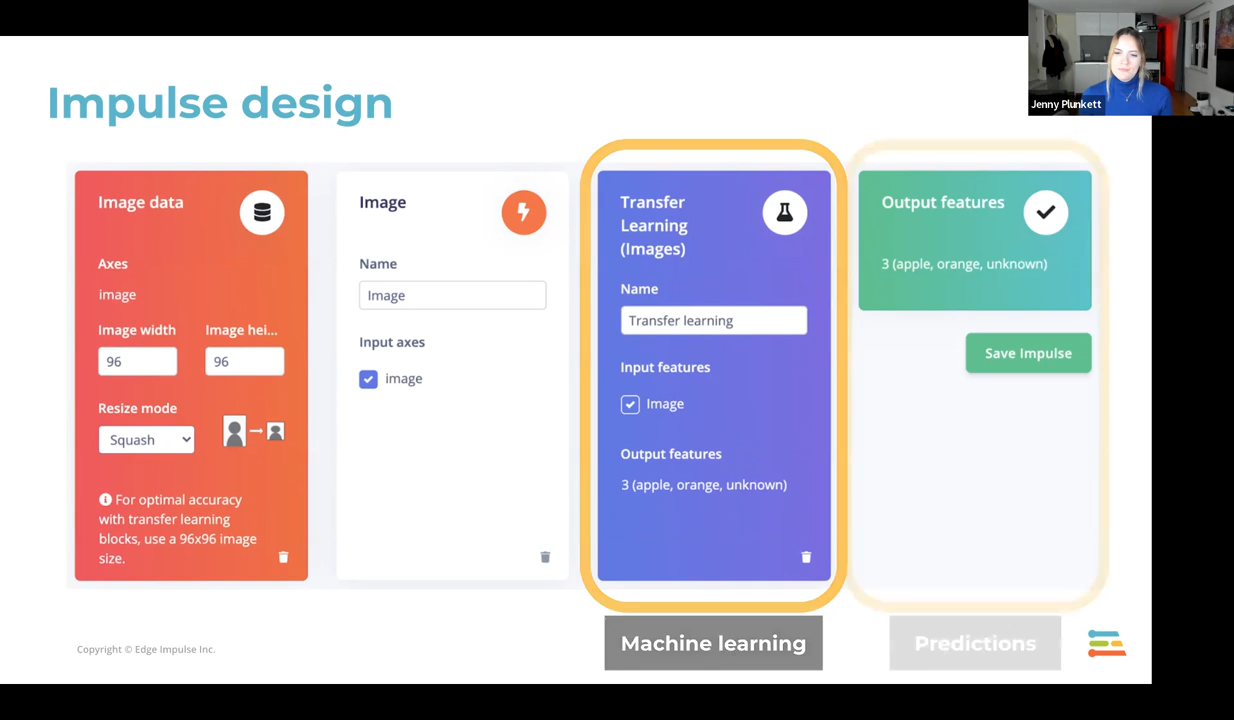 Jenny Plunkett
Impulse design
Image data
Axes
image
Image width
Image hei...
96
96
Resize mode
Squash
For optimal accuracy
with transfer learning
blocks, use a 96x96 image
size.
Image
Name
Image
Input axes
image
Transfer
Learning
(Images)
Name
Transfer learning
Input features
Image
Output features
3 (apple, orange, unknown)
Output features
3 (apple, orange, unknown)
Save Impulse
Machine learning
Predictions
Copyright © Edge Impulse Inc.